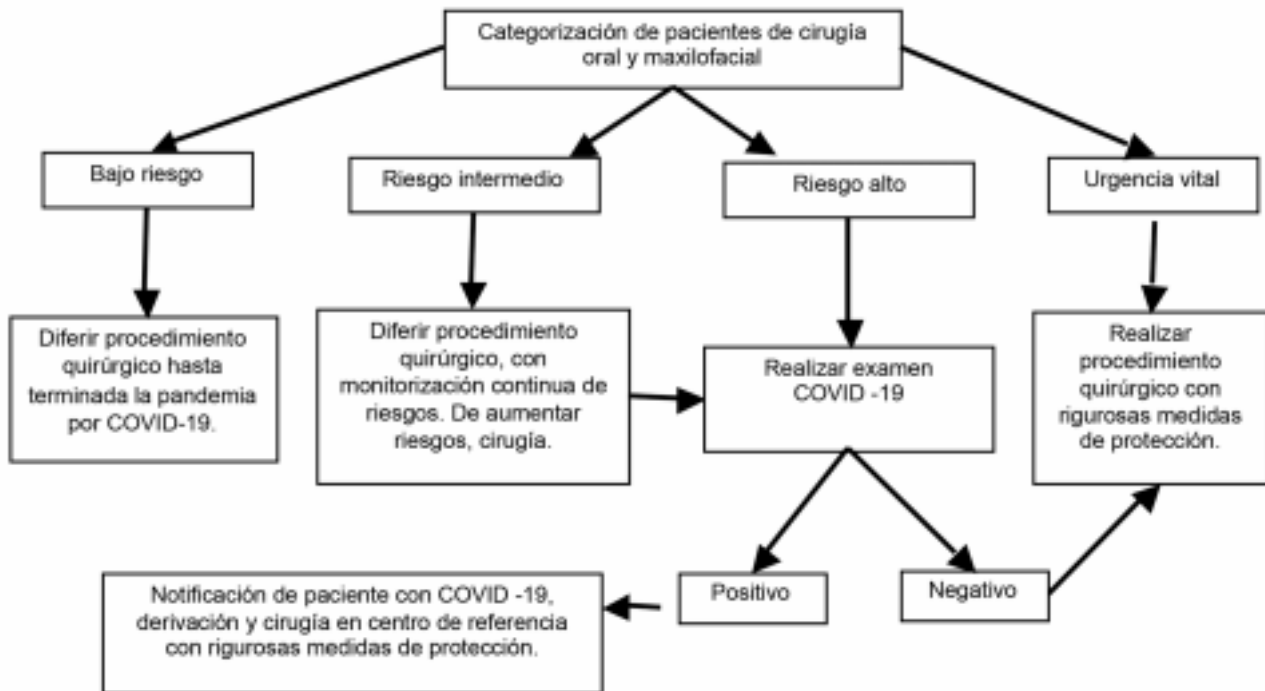 Categorización de pacientes de cirugía
oral y maxilofacial
Bajo riesgo
Riesgo intermedio
Riesgo alto
Urgencia vital
Diferir procedimiento
quirúrgico hasta
terminada la pandemia
por COVID-19.
Diferir procedimiento
quirúrgico, con
monitorización continua de
riesgos. De aumentar
riesgos, cirugía.
Realizar examen
COVID -19
Realizar
procedimiento
quirúrgico con
rigurosas medidas
de protección.
Positivo
Negativo
Notificación de paciente con COVID -19,
derivación y cirugía en centro de referencia
con rigurosas medidas de protección.